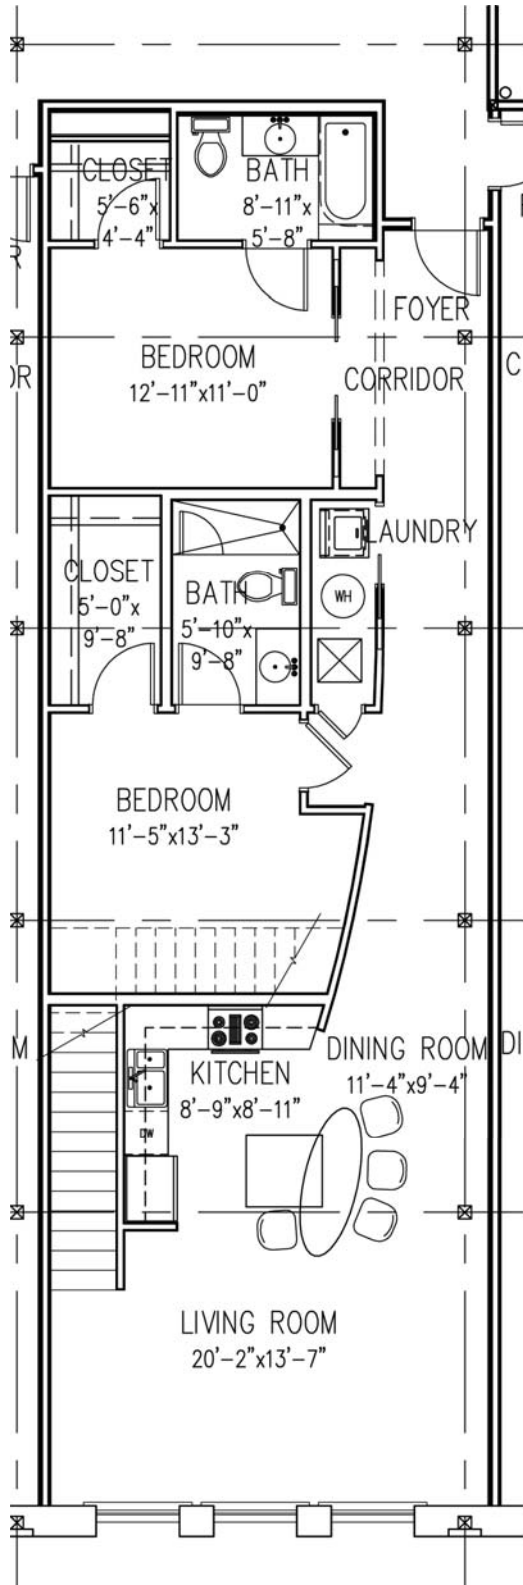 CLOSET
5'-6"x
4'-4"
BATH
8'-11"x
5'-8"
R
FOYER
BEDROOM
12'-11"x11'-0"
OR
CORRIDOR
C
LAUNDRY
CLOSET
5'-0"x
9'-8"
BATH
5'-10"x
9'-8"
WH
BEDROOM
11'-5"x13'-3"
M
KITCHEN
8'-9"x8'-11"
DINING ROOM
11'-4"x9'-4"
DI
DW
LIVING ROOM
20'-2"x13'-7"